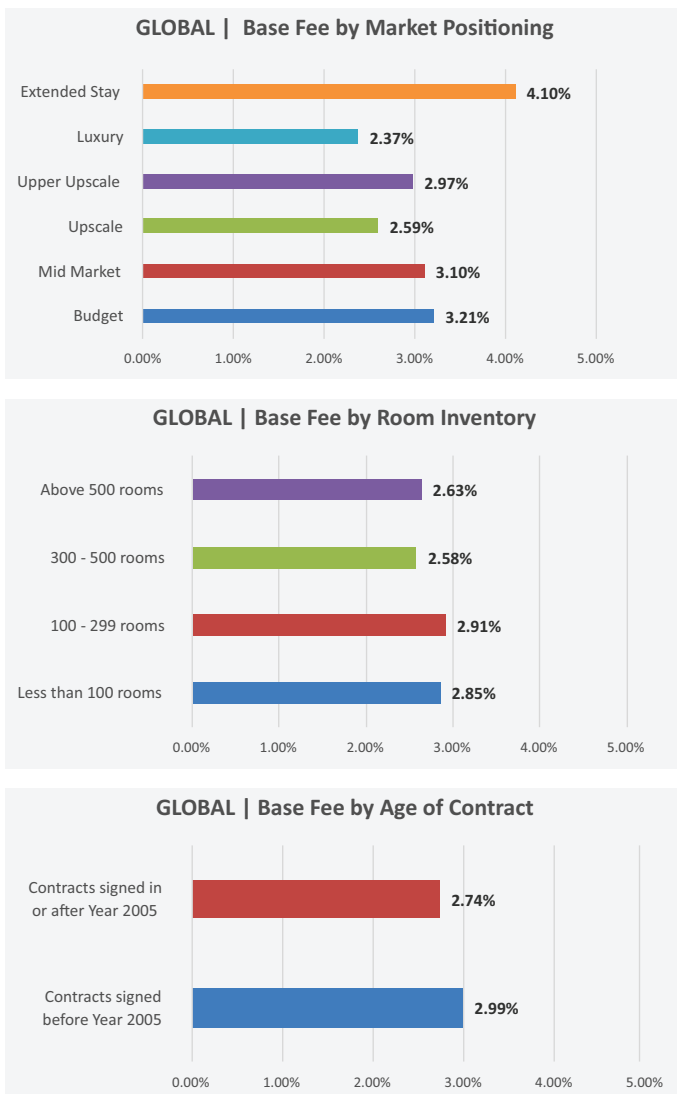 GLOBAL | Base Fee by Market Positioning
Extended Stay 4.10%
Luxury 2.37%
Upper Upscale 2.97%
Upscale 2.59%
Mid Market 3.10%
Budget 3.21%
0.00% 1.00% 2.00% 3.00% 4.00% 5.00%
GLOBAL | Base Fee by Room Inventory
Above 500 rooms 2.63%
300 - 500 rooms 2.58%
100 - 299 rooms 2.91%
Less than 100 rooms 2.85%
0.00% 1.00% 2.00% 3.00% 4.00% 5.00%
GLOBAL | Base Fee by Age of Contract
Contracts signed in
or after Year 2005
2.74%
Contracts signed
before Year 2005
2.99%
0.00% 1.00% 2.00% 3.00% 4.00% 5.00%